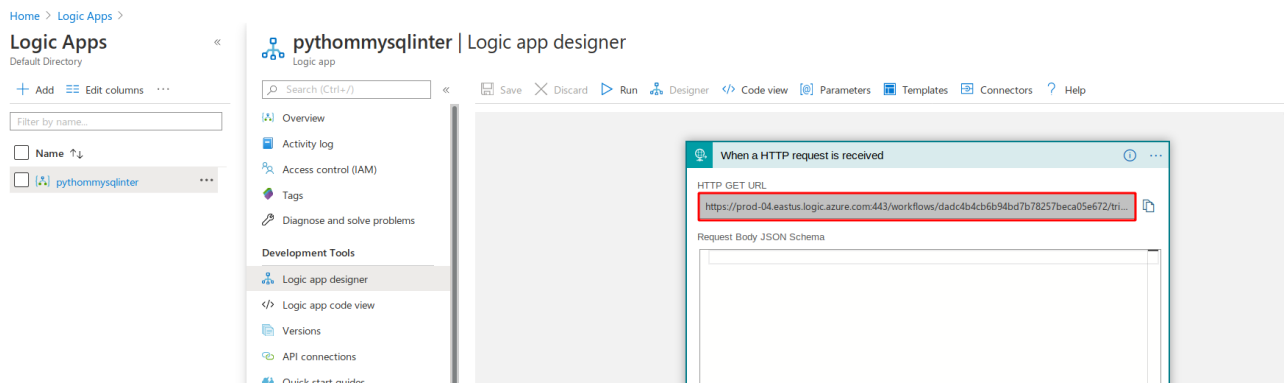 Home > Logic Apps >
Logic Apps «
Default Directory
+ Add Edit columns ···
Filter by name...
Name ↑↓
pythommysqlinter ···
pythommysqlinter | Logic app designer
Logic app
Search (Ctrl+/) «
Overview
Activity log
Access control (IAM)
Tags
Diagnose and solve problems
Development Tools
Logic app designer
Logic app code view
Versions
API connections
Quick start guides
Save Discard Run Designer Code view Parameters Templates Connectors ? Help
When a HTTP request is received ···
HTTP GET URL
https://prod-04.eastus.logic.azure.com:443/workflows/dadc4b4cb6b94bd7b78257beca05e672/tri...
Request Body JSON Schema